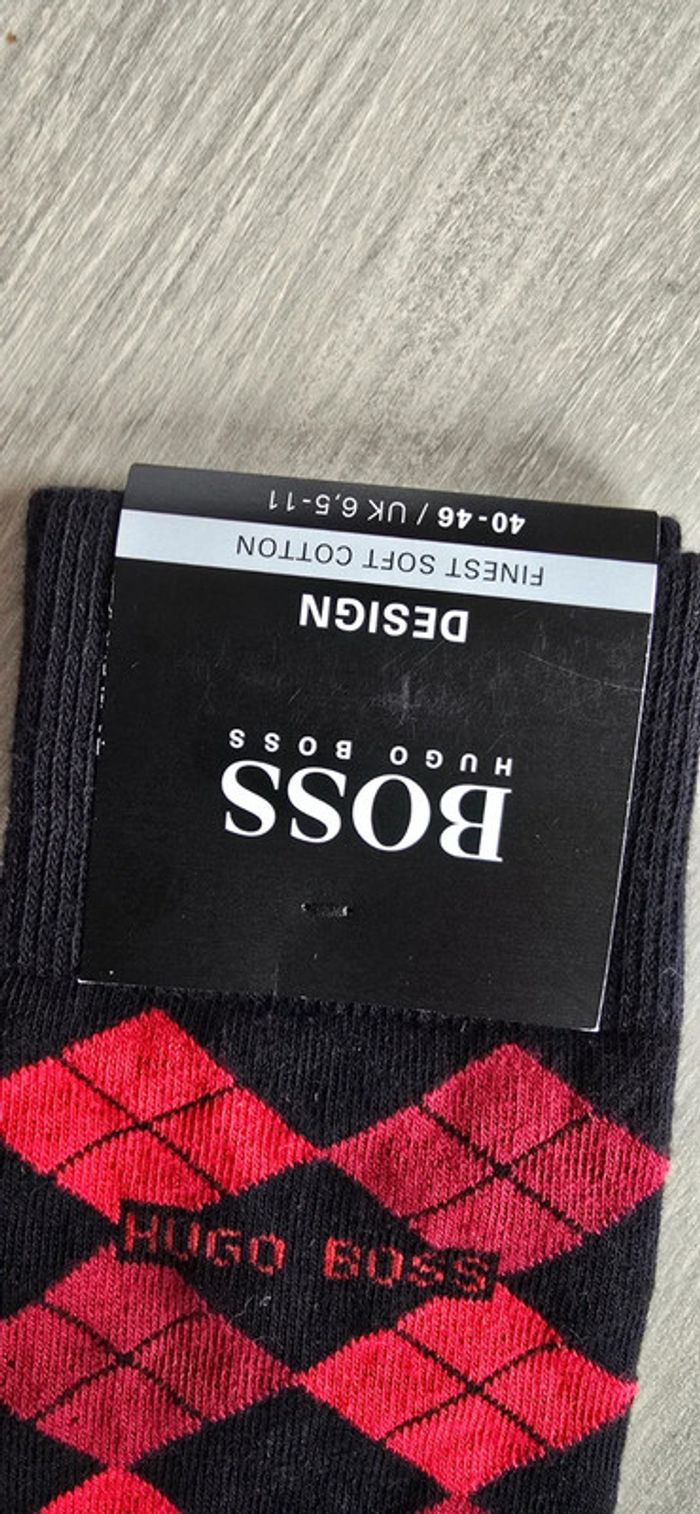 BOSS
HUGO BOSS
DESIGN
FINEST SOFT COTTON
40-46 / UK 6,5-11
HUGO BOSS